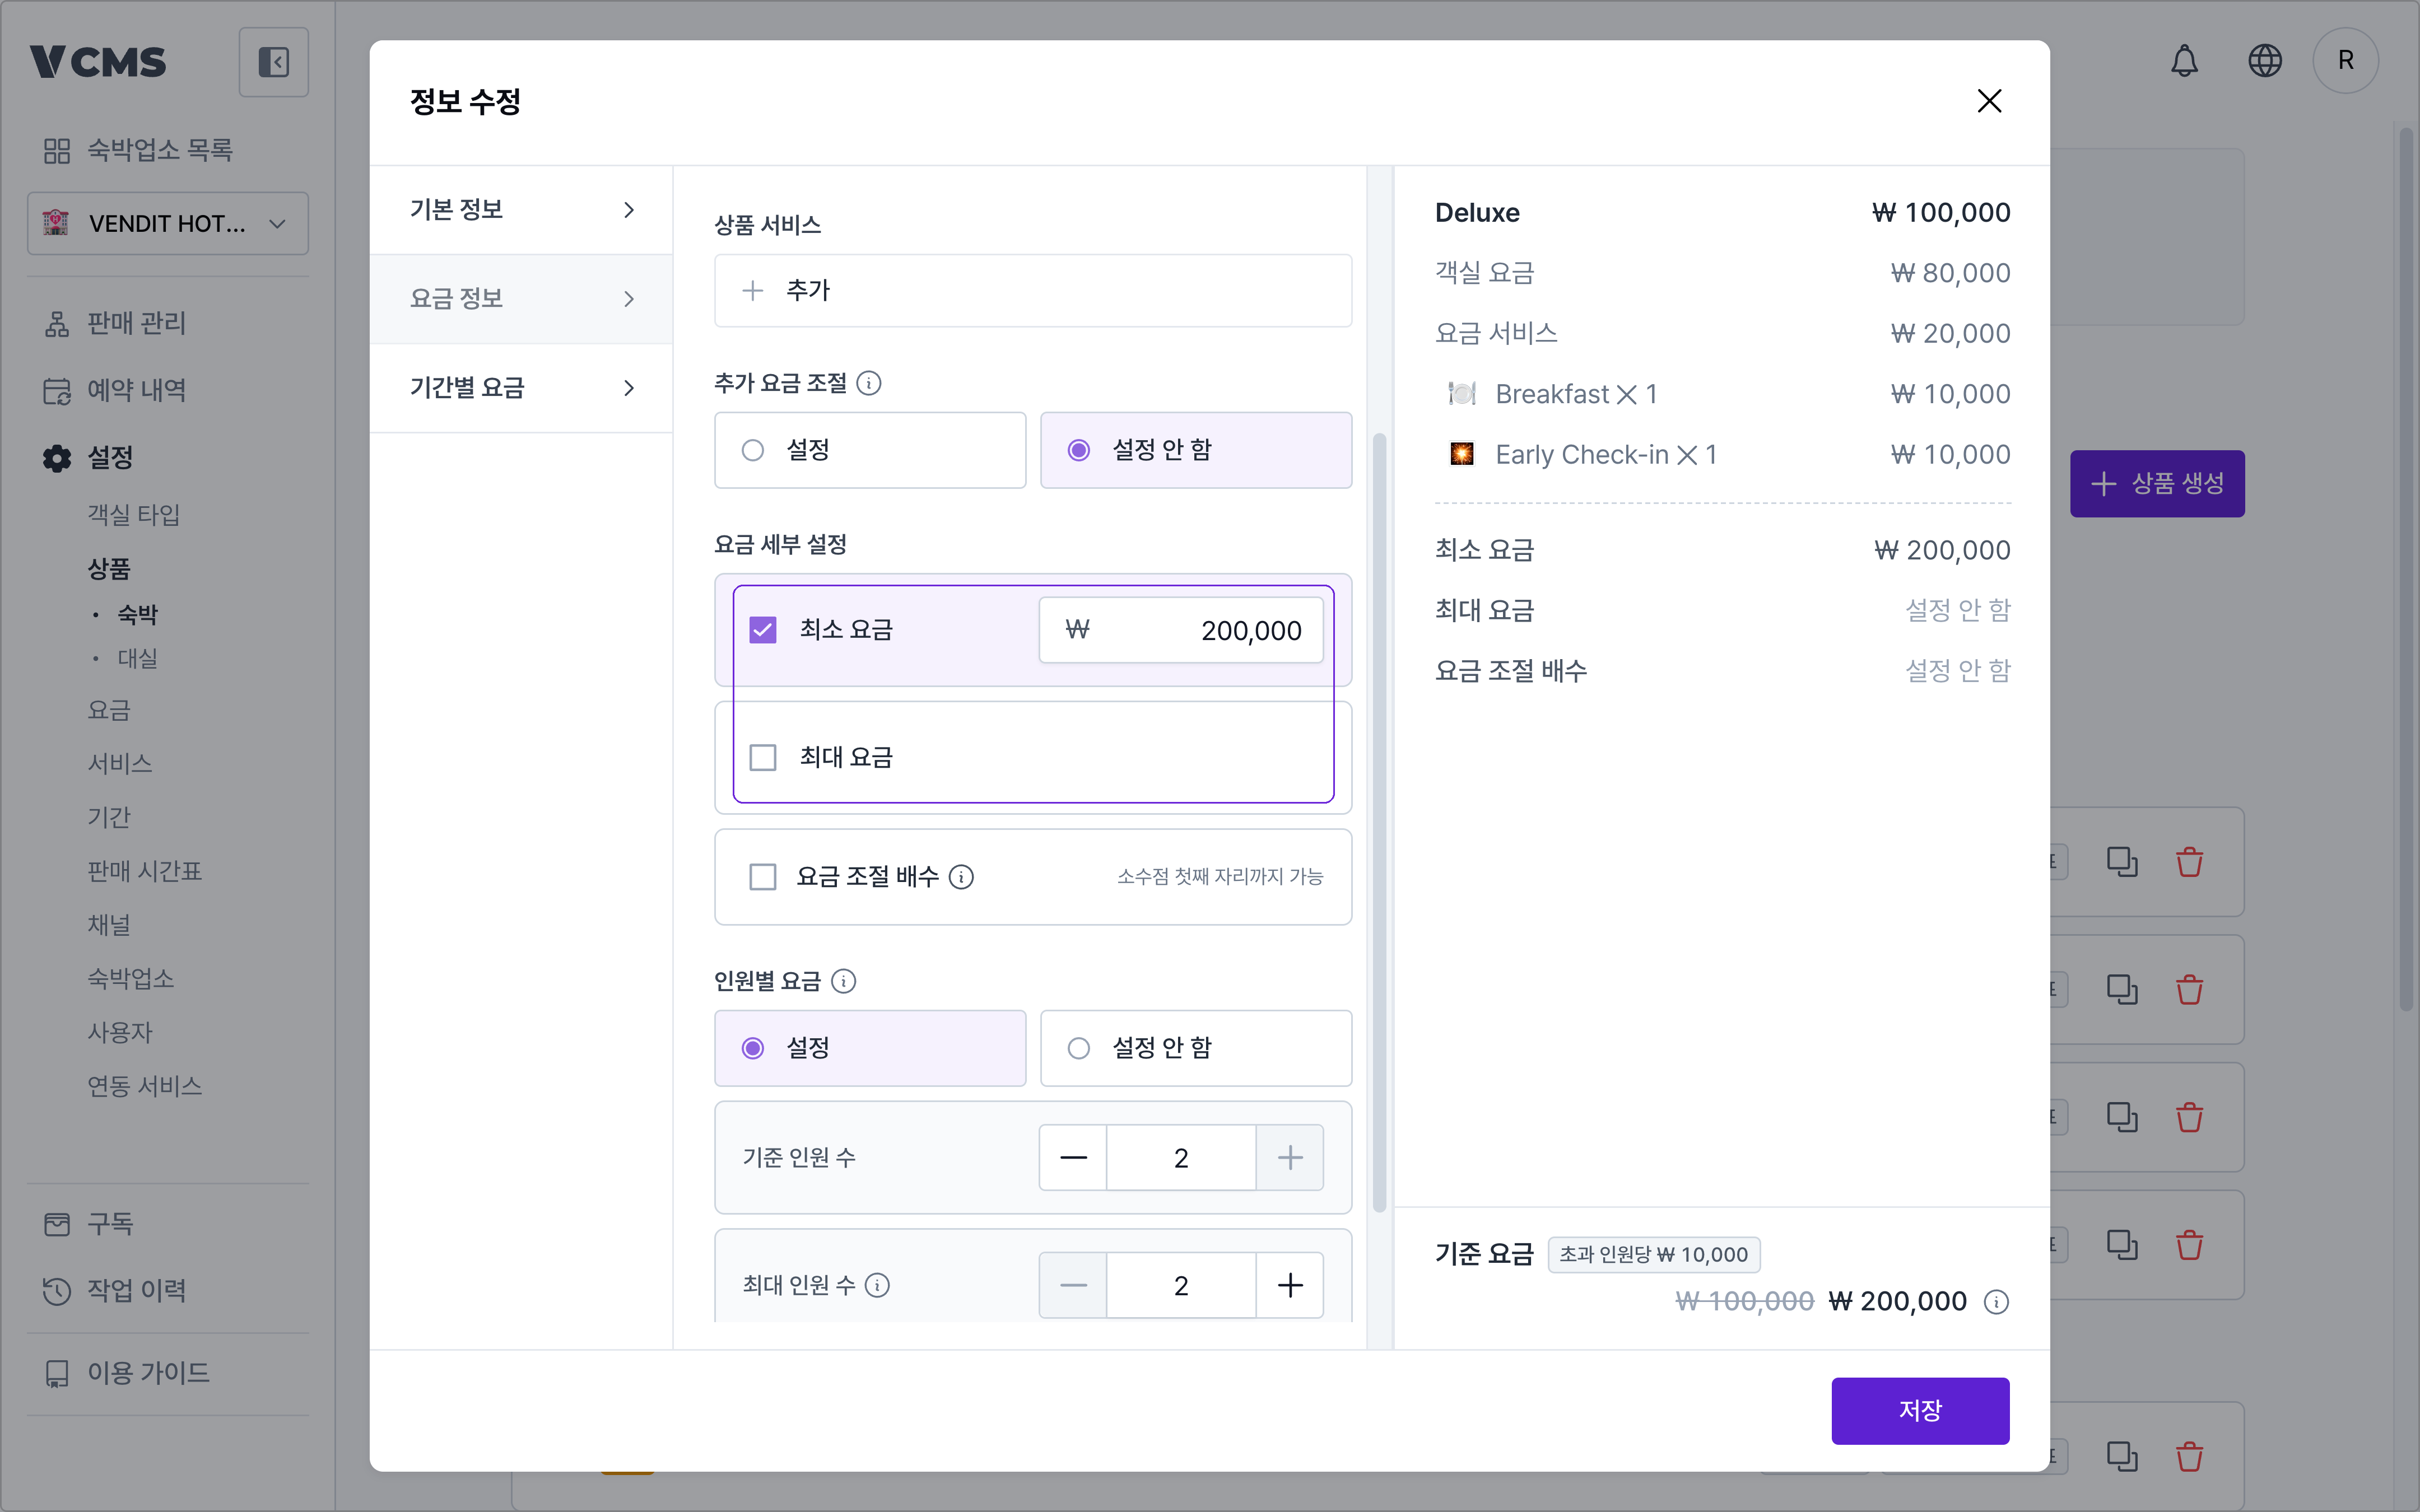 VCMS
숙박업소 목록
VENDIT HOT...
판매 관리
예약 내역
설정
객실 타입
상품
• 숙박
• 대실
요금
서비스
기간
판매 시간표
채널
숙박업소
사용자
연동 서비스
구독
작업 이력
이용 가이드
R
상품 생성
정보 수정
기본 정보
요금 정보
기간별 요금
상품 서비스
추가
추가 요금 조절
설정
설정 안 함
요금 세부 설정
최소 요금 ₩ 200,000
최대 요금
요금 조절 배수 소수점 첫째 자리까지 가능
인원별 요금
설정
설정 안 함
기준 인원 수 2
최대 인원 수 2
Deluxe ₩ 100,000
객실 요금 ₩ 80,000
요금 서비스 ₩ 20,000
Breakfast × 1 ₩ 10,000
Early Check-in × 1 ₩ 10,000
최소 요금 ₩ 200,000
최대 요금 설정 안 함
요금 조절 배수 설정 안 함
기준 요금 초과 인원당 ₩ 10,000
₩ 100,000 ₩ 200,000
저장